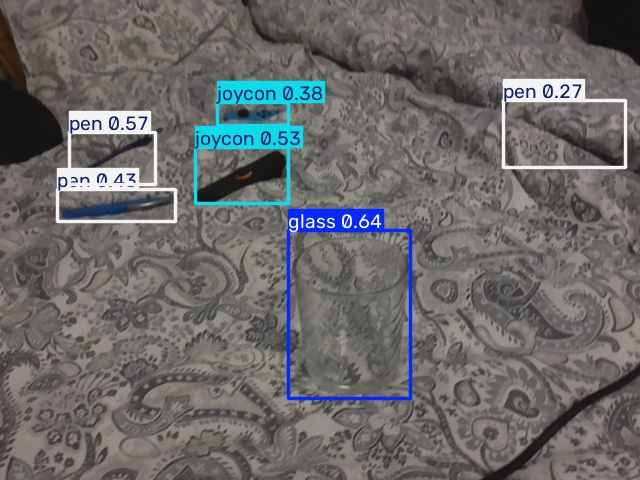 joycon 0.38
pen 0.27
pen 0.57
joycon 0.53
pen 0.43
glass 0.64